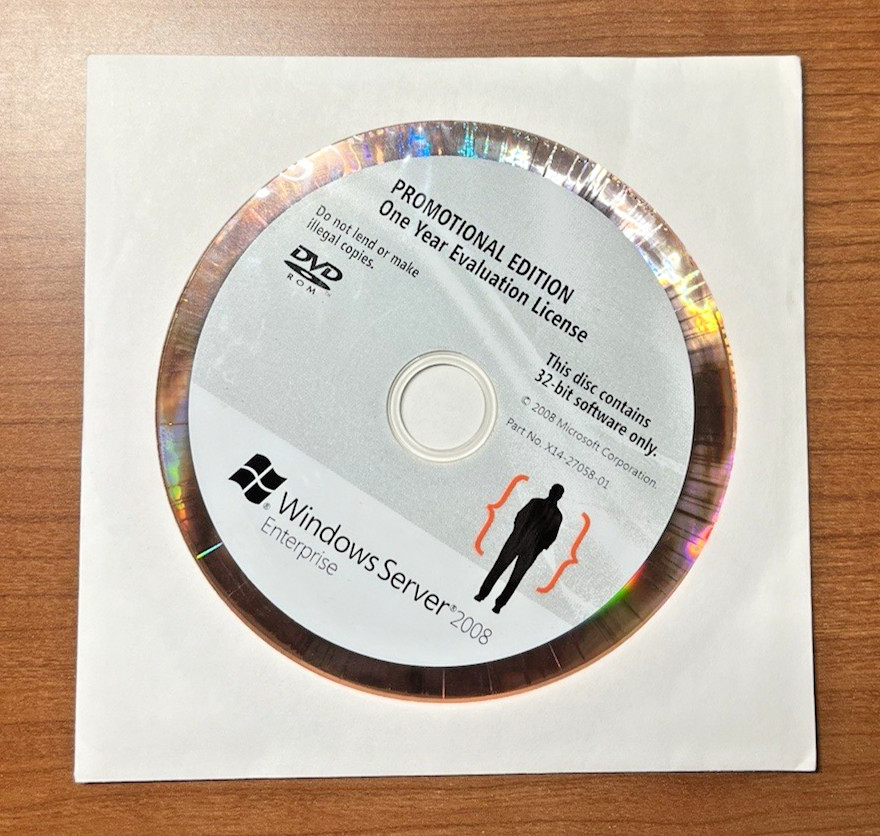 PROMOTIONAL EDITION
One Year Evaluation License
Do not lend or make
illegal copies.
DVD
ROM™
This disc contains
32-bit software only.
© 2008 Microsoft Corporation.
Part No. X14-27058-01
Windows Server®2008
Enterprise